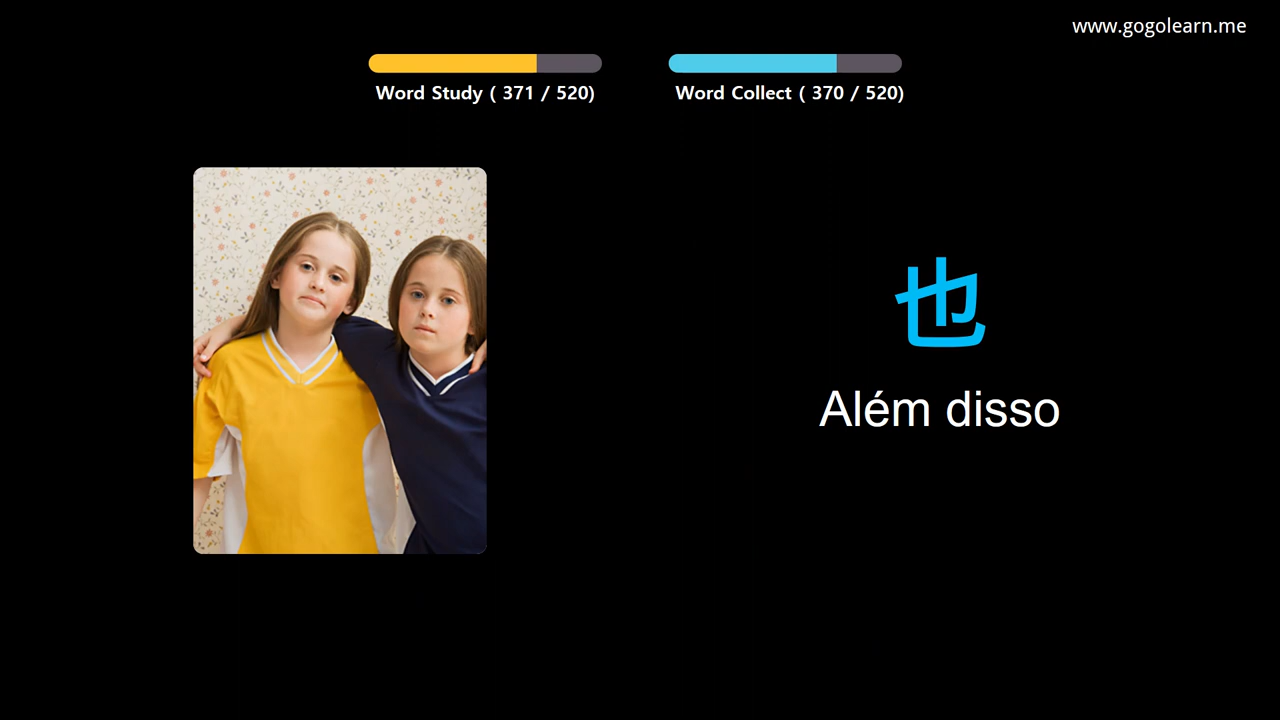 www.gogolearn.me
Word Study ( 371 / 520)
Word Collect ( 370 / 520)
也
Além disso